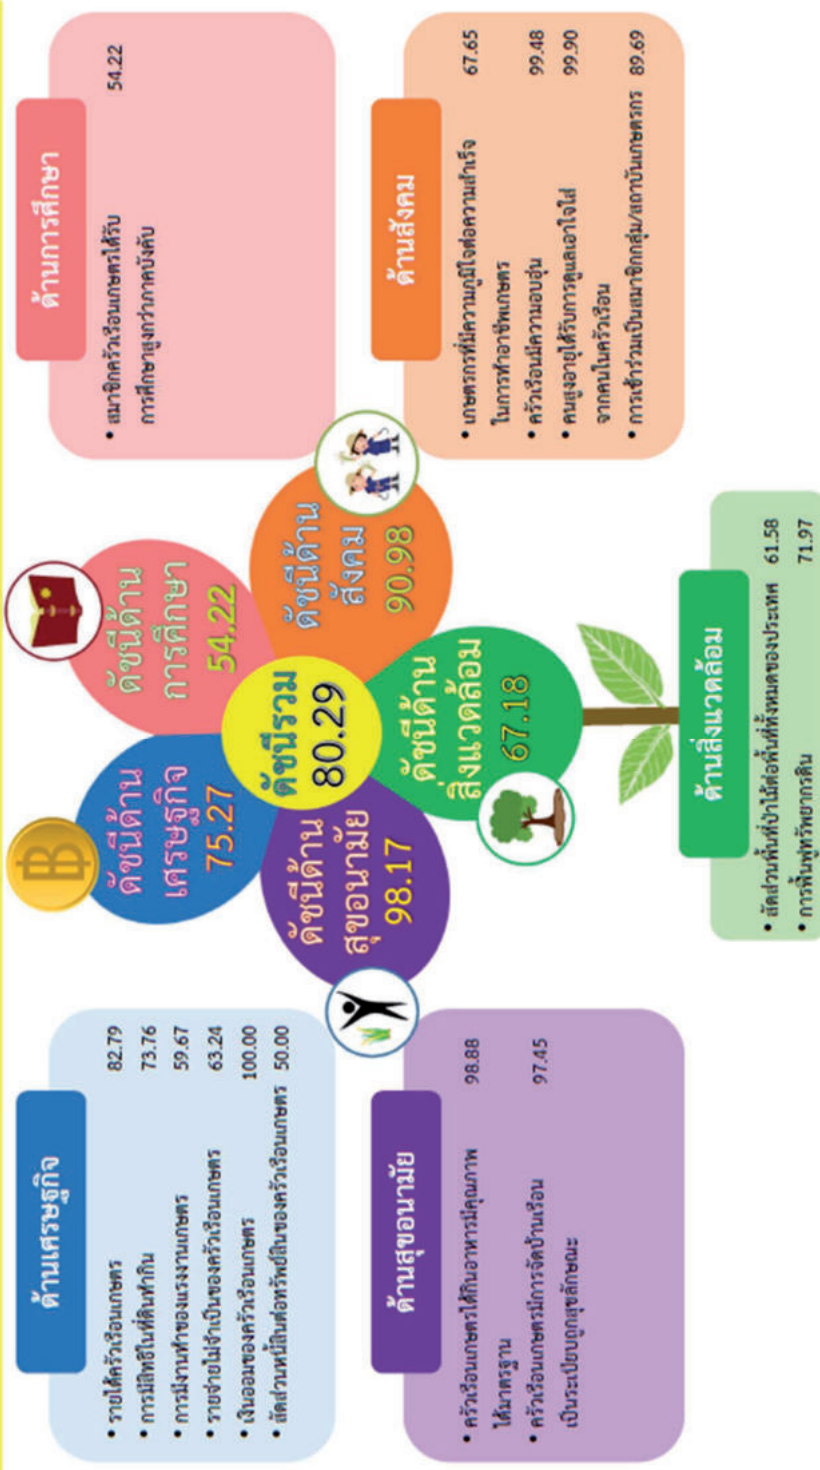 ด้านเศรษฐกิจ
• รายได้ครัวเรือนเกษตร 82.79
• การมีสิทธิในที่ดินทำกิน 73.76
• การมีงานทำของแรงงานเกษตร 59.67
• รายจ่ายไม่จำเป็นของครัวเรือนเกษตร 63.24
• เงินออมของครัวเรือนเกษตร 100.00
• สัดส่วนหนี้สินต่อทรัพย์สินของครัวเรือนเกษตร 50.00
ด้านสุขอนามัย
• ครัวเรือนเกษตรได้กินอาหารมีคุณภาพ 98.88
ได้มาตรฐาน
• ครัวเรือนเกษตรมีการจัดบ้านเรือน 97.45
เป็นระเบียบถูกสุขลักษณะ
ดัชนีด้าน
เศรษฐกิจ
75.27
ดัชนีด้าน
การศึกษา
54.22
ดัชนีรวม
80.29
ดัชนีด้าน
สุขอนามัย
98.17
ดัชนีด้าน
สังคม
90.98
ดัชนีด้าน
สิ่งแวดล้อม
67.18
ด้านสิ่งแวดล้อม
• สัดส่วนพื้นที่ป่าไม้ต่อพื้นที่ทั้งหมดของประเทศ 61.58
• การฟื้นฟูทรัพยากรดิน 71.97
ด้านการศึกษา
• สมาชิกครัวเรือนเกษตรได้รับ 54.22
การศึกษาสูงกว่าภาคบังคับ
ด้านสังคม
• เกษตรกรที่มีความภูมิใจต่อความสำเร็จ 67.65
ในการทำอาชีพเกษตร
• ครัวเรือนมีความอบอุ่น 99.48
• คนสูงอายุได้รับการดูแลเอาใจใส่ 99.90
จากคนในครัวเรือน
• การเข้าร่วมเป็นสมาชิกกลุ่ม/สถาบันเกษตรกร 89.69